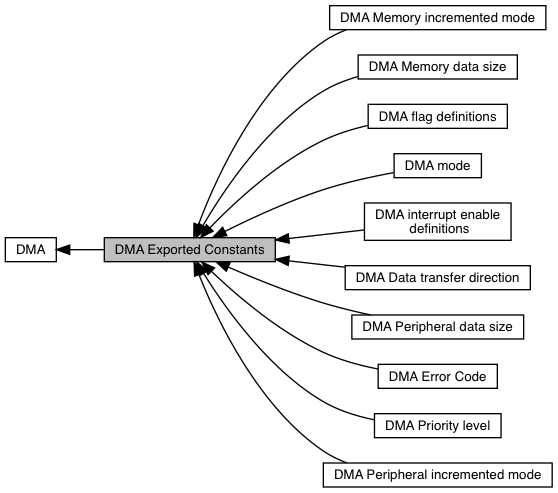 DMA Memory incremented mode
DMA Memory data size
DMA flag definitions
DMA mode
DMA interrupt enable
definitions
DMA
DMA Exported Constants
DMA Data transfer direction
DMA Peripheral data size
DMA Error Code
DMA Priority level
DMA Peripheral incremented mode